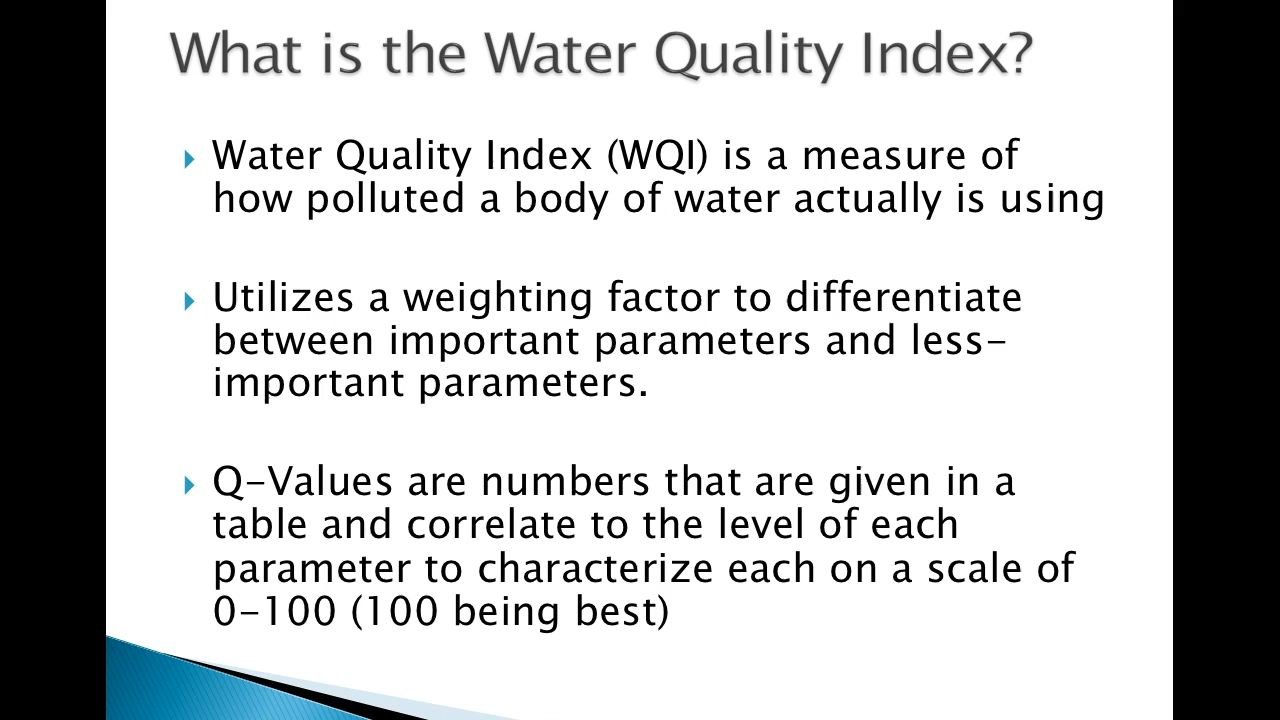 What is the Water Quality Index?
Water Quality Index (WQI) is a measure of
how polluted a body of water actually is using
Utilizes a weighting factor to differentiate
between important parameters and less-
important parameters.
Q-Values are numbers that are given in a
table and correlate to the level of each
parameter to characterize each on a scale of
0-100 (100 being best)